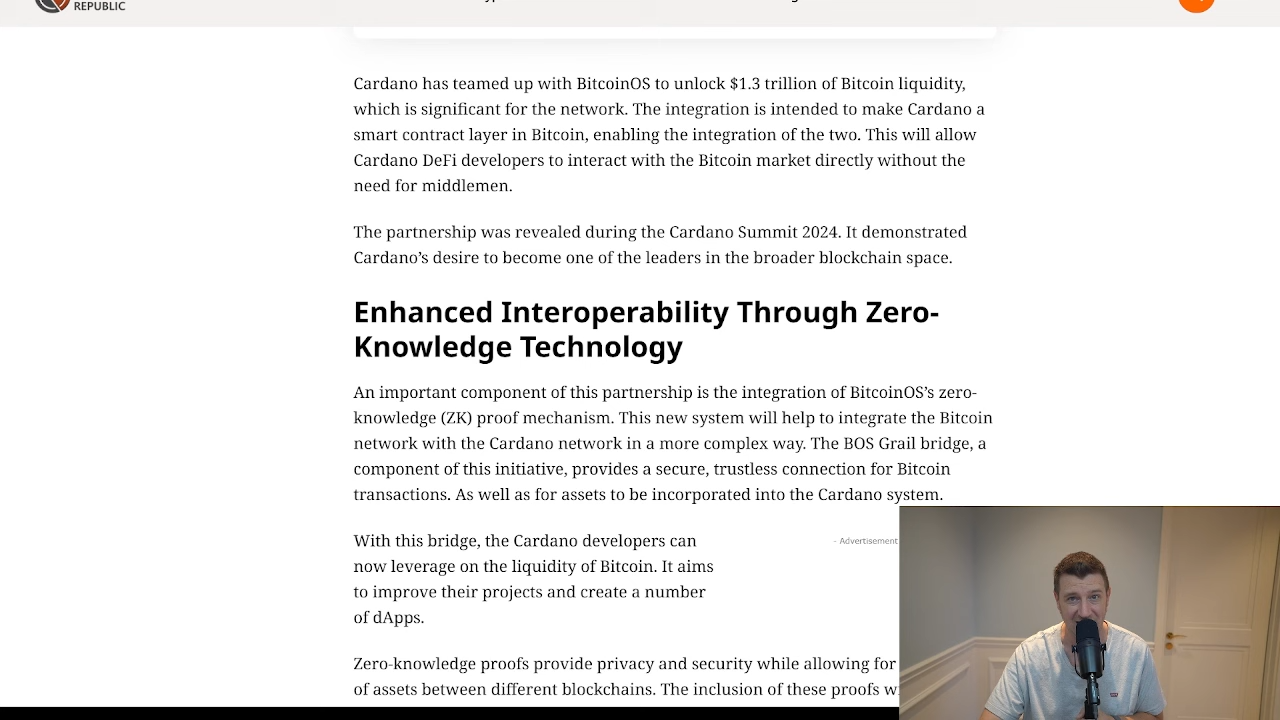 REPUBLIC
Cardano has teamed up with BitcoinOS to unlock $1.3 trillion of Bitcoin liquidity,
which is significant for the network. The integration is intended to make Cardano a
smart contract layer in Bitcoin, enabling the integration of the two. This will allow
Cardano DeFi developers to interact with the Bitcoin market directly without the
need for middlemen.
The partnership was revealed during the Cardano Summit 2024. It demonstrated
Cardano’s desire to become one of the leaders in the broader blockchain space.
Enhanced Interoperability Through Zero-
Knowledge Technology
An important component of this partnership is the integration of BitcoinOS’s zero-
knowledge (ZK) proof mechanism. This new system will help to integrate the Bitcoin
network with the Cardano network in a more complex way. The BOS Grail bridge, a
component of this initiative, provides a secure, trustless connection for Bitcoin
transactions. As well as for assets to be incorporated into the Cardano system.
With this bridge, the Cardano developers can
now leverage on the liquidity of Bitcoin. It aims
to improve their projects and create a number
of dApps.
- Advertisement
Zero-knowledge proofs provide privacy and security while allowing for
of assets between different blockchains. The inclusion of these proofs